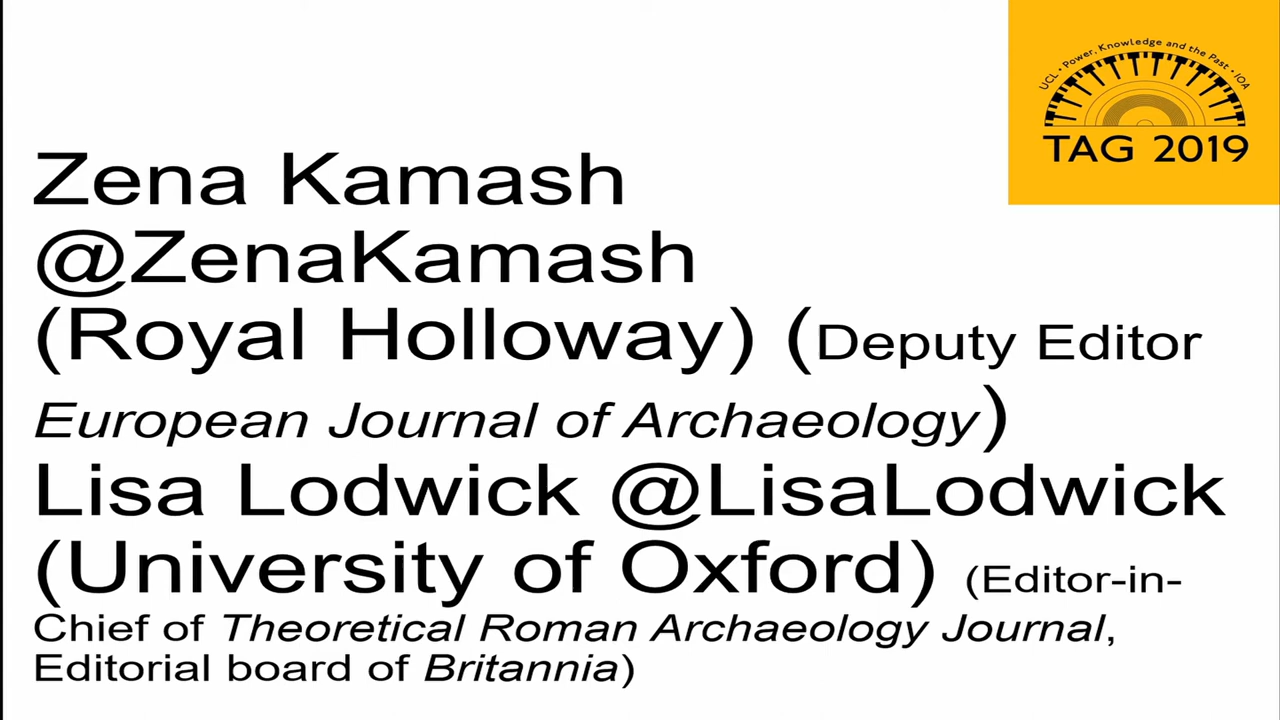 UCL • Power, Knowledge and the Past • IOA
TAG 2019
Zena Kamash
@ZenaKamash
(Royal Holloway) (Deputy Editor
European Journal of Archaeology)
Lisa Lodwick @LisaLodwick
(University of Oxford) (Editor-in-
Chief of Theoretical Roman Archaeology Journal,
Editorial board of Britannia)